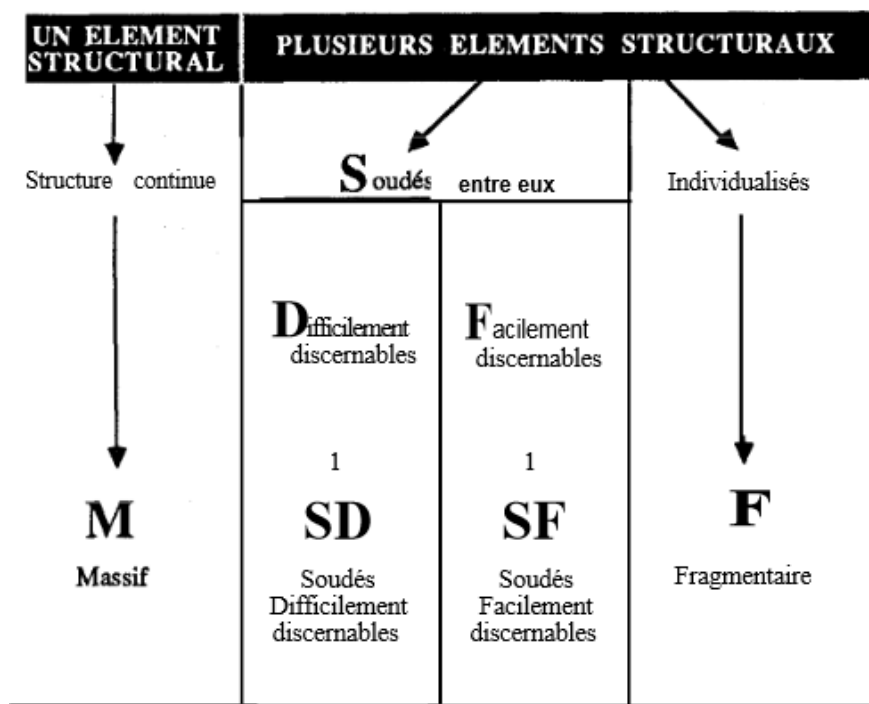 UN ELEMENT
STRUCTURAL
PLUSIEURS ELEMENTS STRUCTURAUX
Structure continue
Soudés entre eux
Individualisés
Difficilement
discernables
Facilement
discernables
1
1
M
SD
SF
F
Massif
Soudés
Difficilement
discernables
Soudés
Facilement
discernables
Fragmentaire